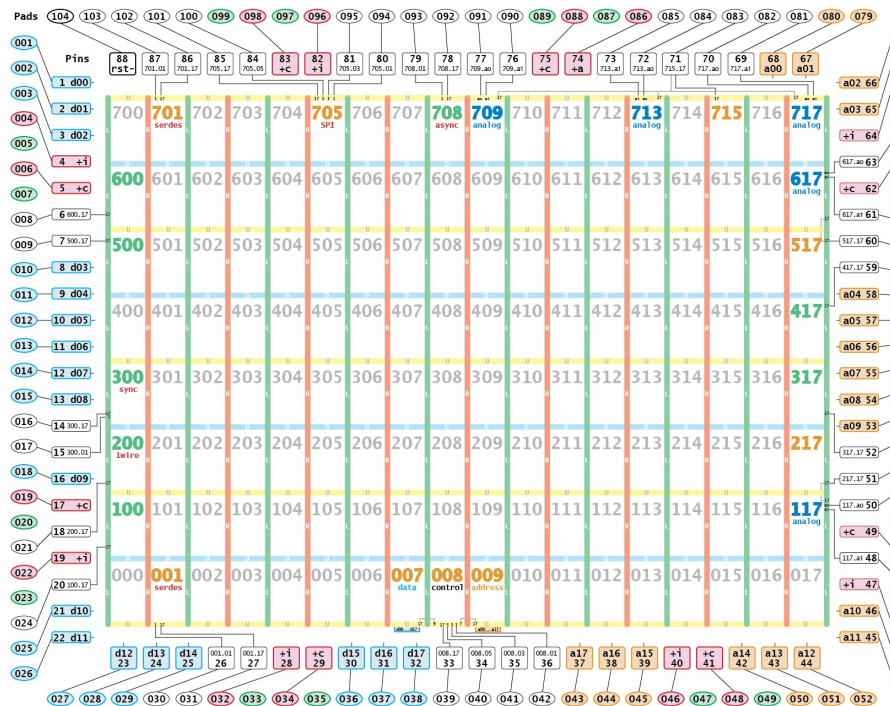 Pads 104 103 102 101 100 099 098 097 096 095 094 093 092 091 090 089 088 087 086 085 084 083 082 081 080 079
001
Pins 88 87 86 85 84 83 82 81 80 79 78 77 76 75 74 73 72 71 70 69 68 67
rst- 701.01 701.17 705.17 705.05 +c +i 705.03 705.01 708.01 708.17 709.ao 709.a1 +c +a 713.a1 713.ao 715.17 717.ao 717.a1 a00 a01
002
1 d00 a02 66
003
2 d01 700 701 702 703 704 705 706 707 708 709 710 711 712 713 714 715 716 717 a03 65
serdes SPI async analog analog analog
004
3 d02 +i 64
005
4 +i 617.ao 63
006
5 +c 600 601 602 603 604 605 606 607 608 609 610 611 612 613 614 615 616 617 +c 62
analog
007
008
6 600.17 617.a1 61
009
7 500.17 500 501 502 503 504 505 506 507 508 509 510 511 512 513 514 515 516 517 517.17 60
010
8 d03 417.17 59
011
9 d04 a04 58
012
10 d05 400 401 402 403 404 405 406 407 408 409 410 411 412 413 414 415 416 417 a05 57
013
11 d06 a06 56
014
12 d07 300 301 302 303 304 305 306 307 308 309 310 311 312 313 314 315 316 317 a07 55
sync
015
13 d08 a08 54
016
14 300.17 a09 53
017
15 300.01 200 201 202 203 204 205 206 207 208 209 210 211 212 213 214 215 216 217 317.17 52
1wire
018
16 d09 217.17 51
019
17 +c 117.ao 50
020
100 101 102 103 104 105 106 107 108 109 110 111 112 113 114 115 116 117
analog
021
18 200.17 +c 49
022
19 +i 117.a1 48
023
20 100.17 000 001 002 003 004 005 006 007 008 009 010 011 012 013 014 015 016 017 +i 47
serdes data control address
024
21 d10 a10 46
025
22 d11 a11 45
026
d12 d13 d14 001.01 001.17 +i +c d15 d16 d17 008.17 008.05 008.03 008.01 a17 a16 a15 +i +c a14 a13 a12
23 24 25 26 27 28 29 30 31 32 33 34 35 36 37 38 39 40 41 42 43 44
027 028 029 030 031 032 033 034 035 036 037 038 039 040 041 042 043 044 045 046 047 048 049 050 051 052